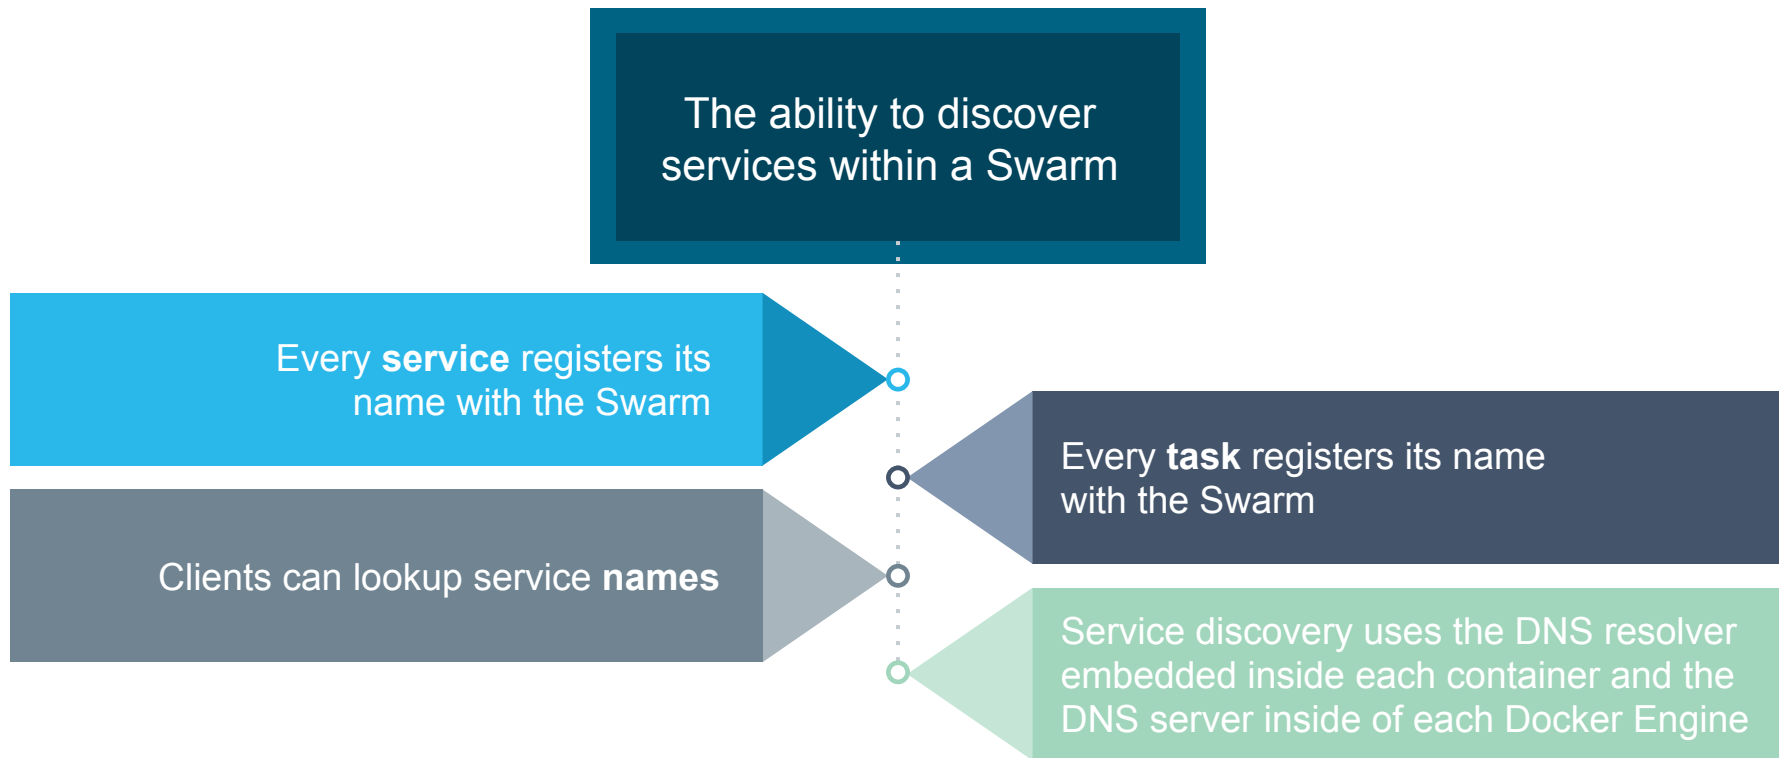 The ability to discover
services within a Swarm
Every service registers its
name with the Swarm
Every task registers its name
with the Swarm
Clients can lookup service names
Service discovery uses the DNS resolver
embedded inside each container and the
DNS server inside of each Docker Engine